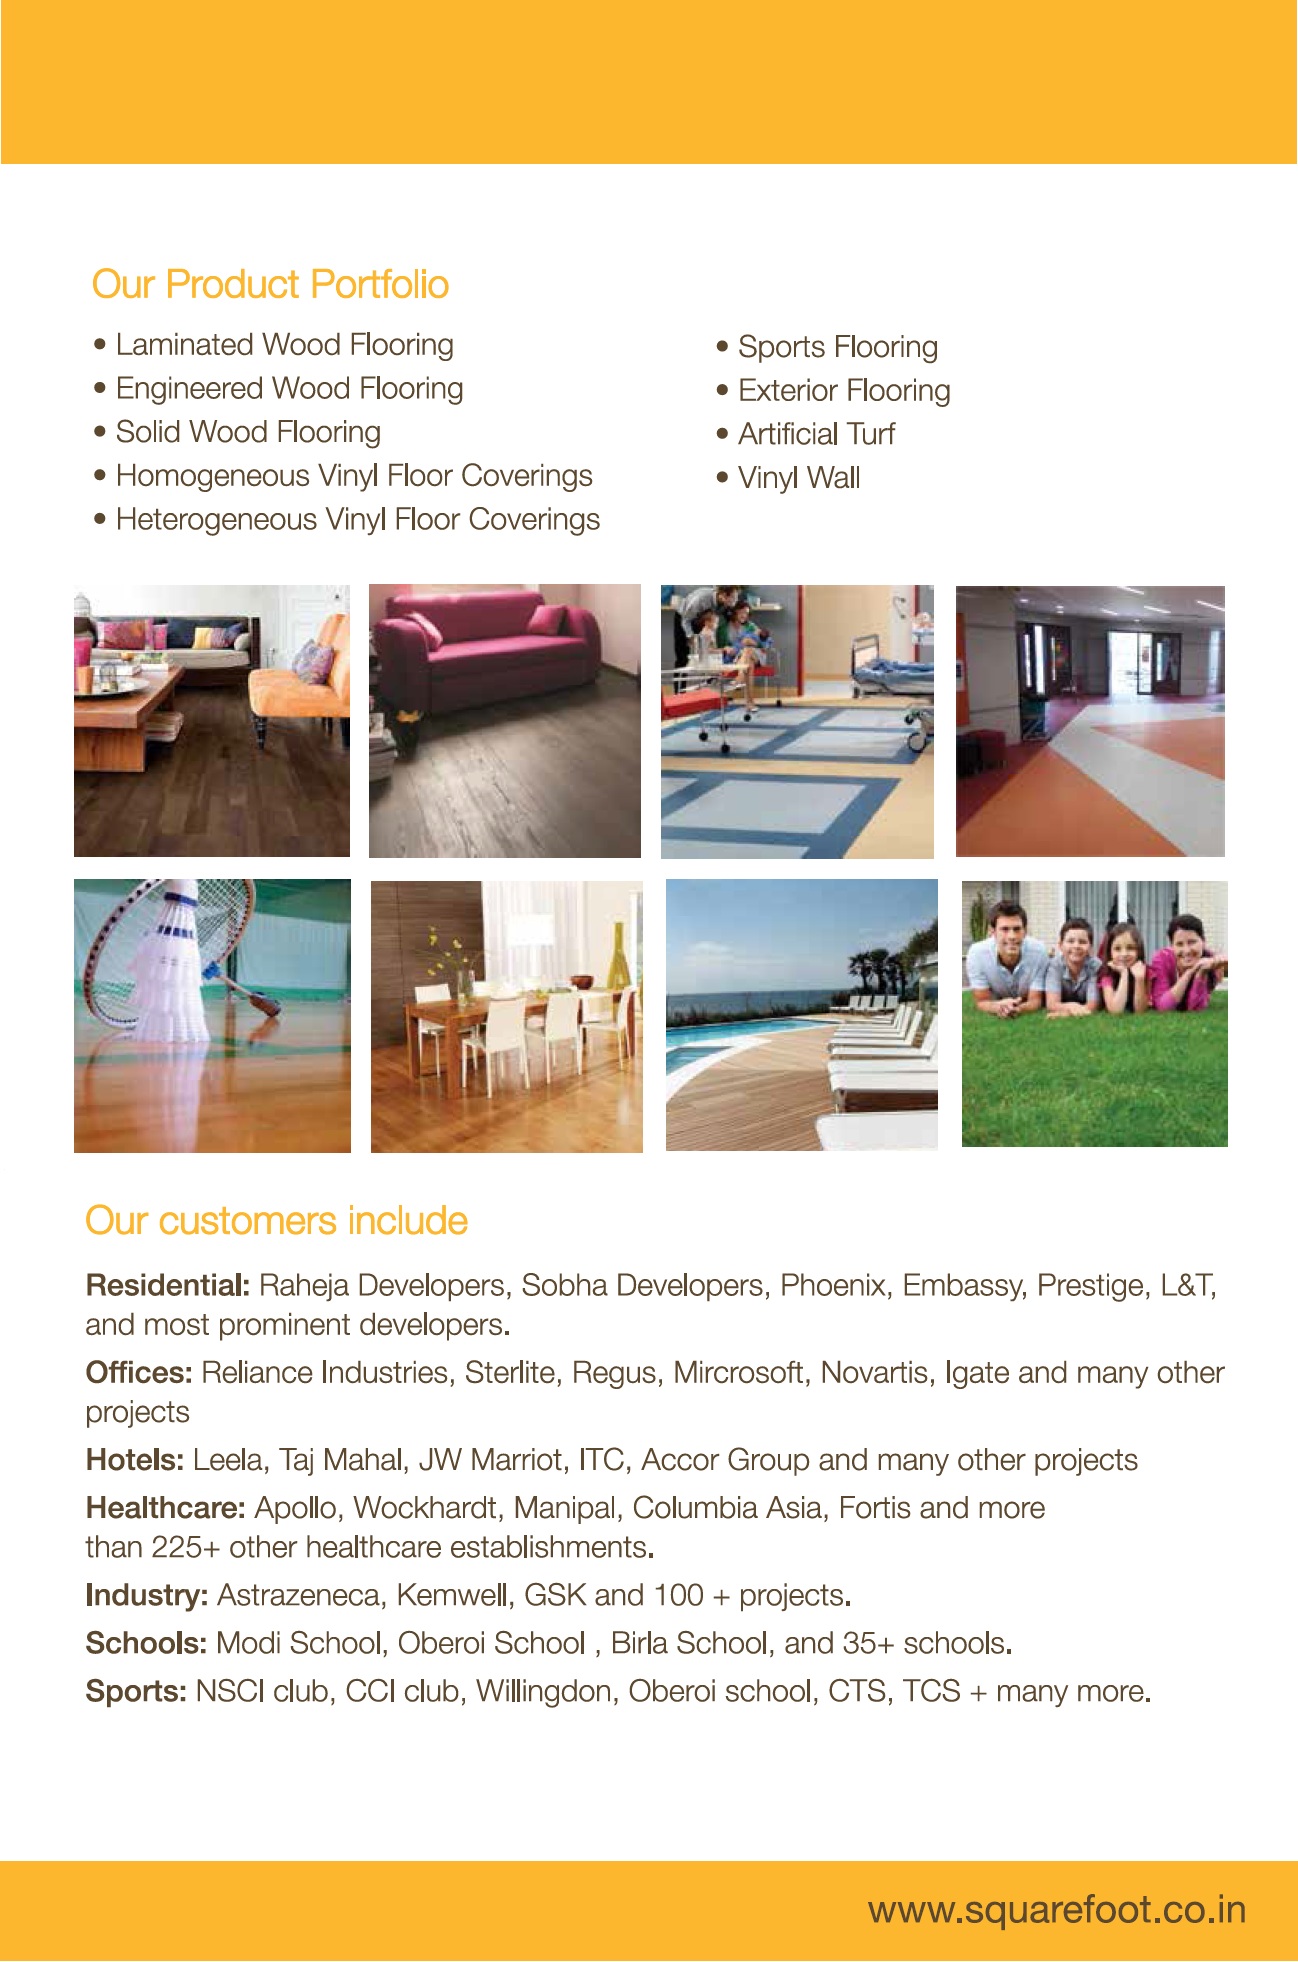 Our Product Portfolio
• Laminated Wood Flooring
• Engineered Wood Flooring
• Solid Wood Flooring
• Homogeneous Vinyl Floor Coverings
• Heterogeneous Vinyl Floor Coverings
• Sports Flooring
• Exterior Flooring
• Artificial Turf
• Vinyl Wall
Our customers include
Residential: Raheja Developers, Sobha Developers, Phoenix, Embassy, Prestige, L&T,
and most prominent developers.
Offices: Reliance Industries, Sterlite, Regus, Mircrosoft, Novartis, Igate and many other
projects
Hotels: Leela, Taj Mahal, JW Marriot, ITC, Accor Group and many other projects
Healthcare: Apollo, Wockhardt, Manipal, Columbia Asia, Fortis and more
than 225+ other healthcare establishments.
Industry: Astrazeneca, Kemwell, GSK and 100 + projects.
Schools: Modi School, Oberoi School , Birla School, and 35+ schools.
Sports: NSCI club, CCI club, Willingdon, Oberoi school, CTS, TCS + many more.
www.squarefoot.co.in